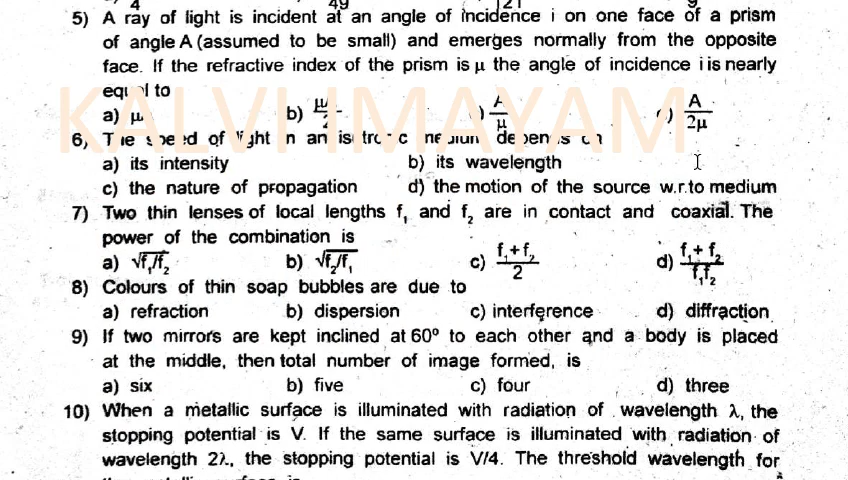 4 49 121 9
5) A ray of light is incident at an angle of incidence i on one face of a prism
of angle A (assumed to be small) and emerges normally from the opposite
face. If the refractive index of the prism is μ the angle of incidence i is nearly
equal to
a) μ b) μA/2 c) A/μ d) A/2μ
KALVHMAYAM
6) The speed of light in an isotropic medium depends on
a) its intensity b) its wavelength
c) the nature of propagation d) the motion of the source w.r.to medium
7) Two thin lenses of local lengths f₁ and f₂ are in contact and coaxial. The
power of the combination is
a) √f₁/f₂ b) √f₂/f₁ c) f₁+f₂/2 d) f₁+f₂/f₁f₂
8) Colours of thin soap bubbles are due to
a) refraction b) dispersion c) interference d) diffraction
9) If two mirrors are kept inclined at 60⁰ to each other and a body is placed
at the middle, then total number of image formed, is
a) six b) five c) four d) three
10) When a metallic surface is illuminated with radiation of wavelength λ, the
stopping potential is V. If the same surface is illuminated with radiation of
wavelength 2λ, the stopping potential is V/4. The threshold wavelength for